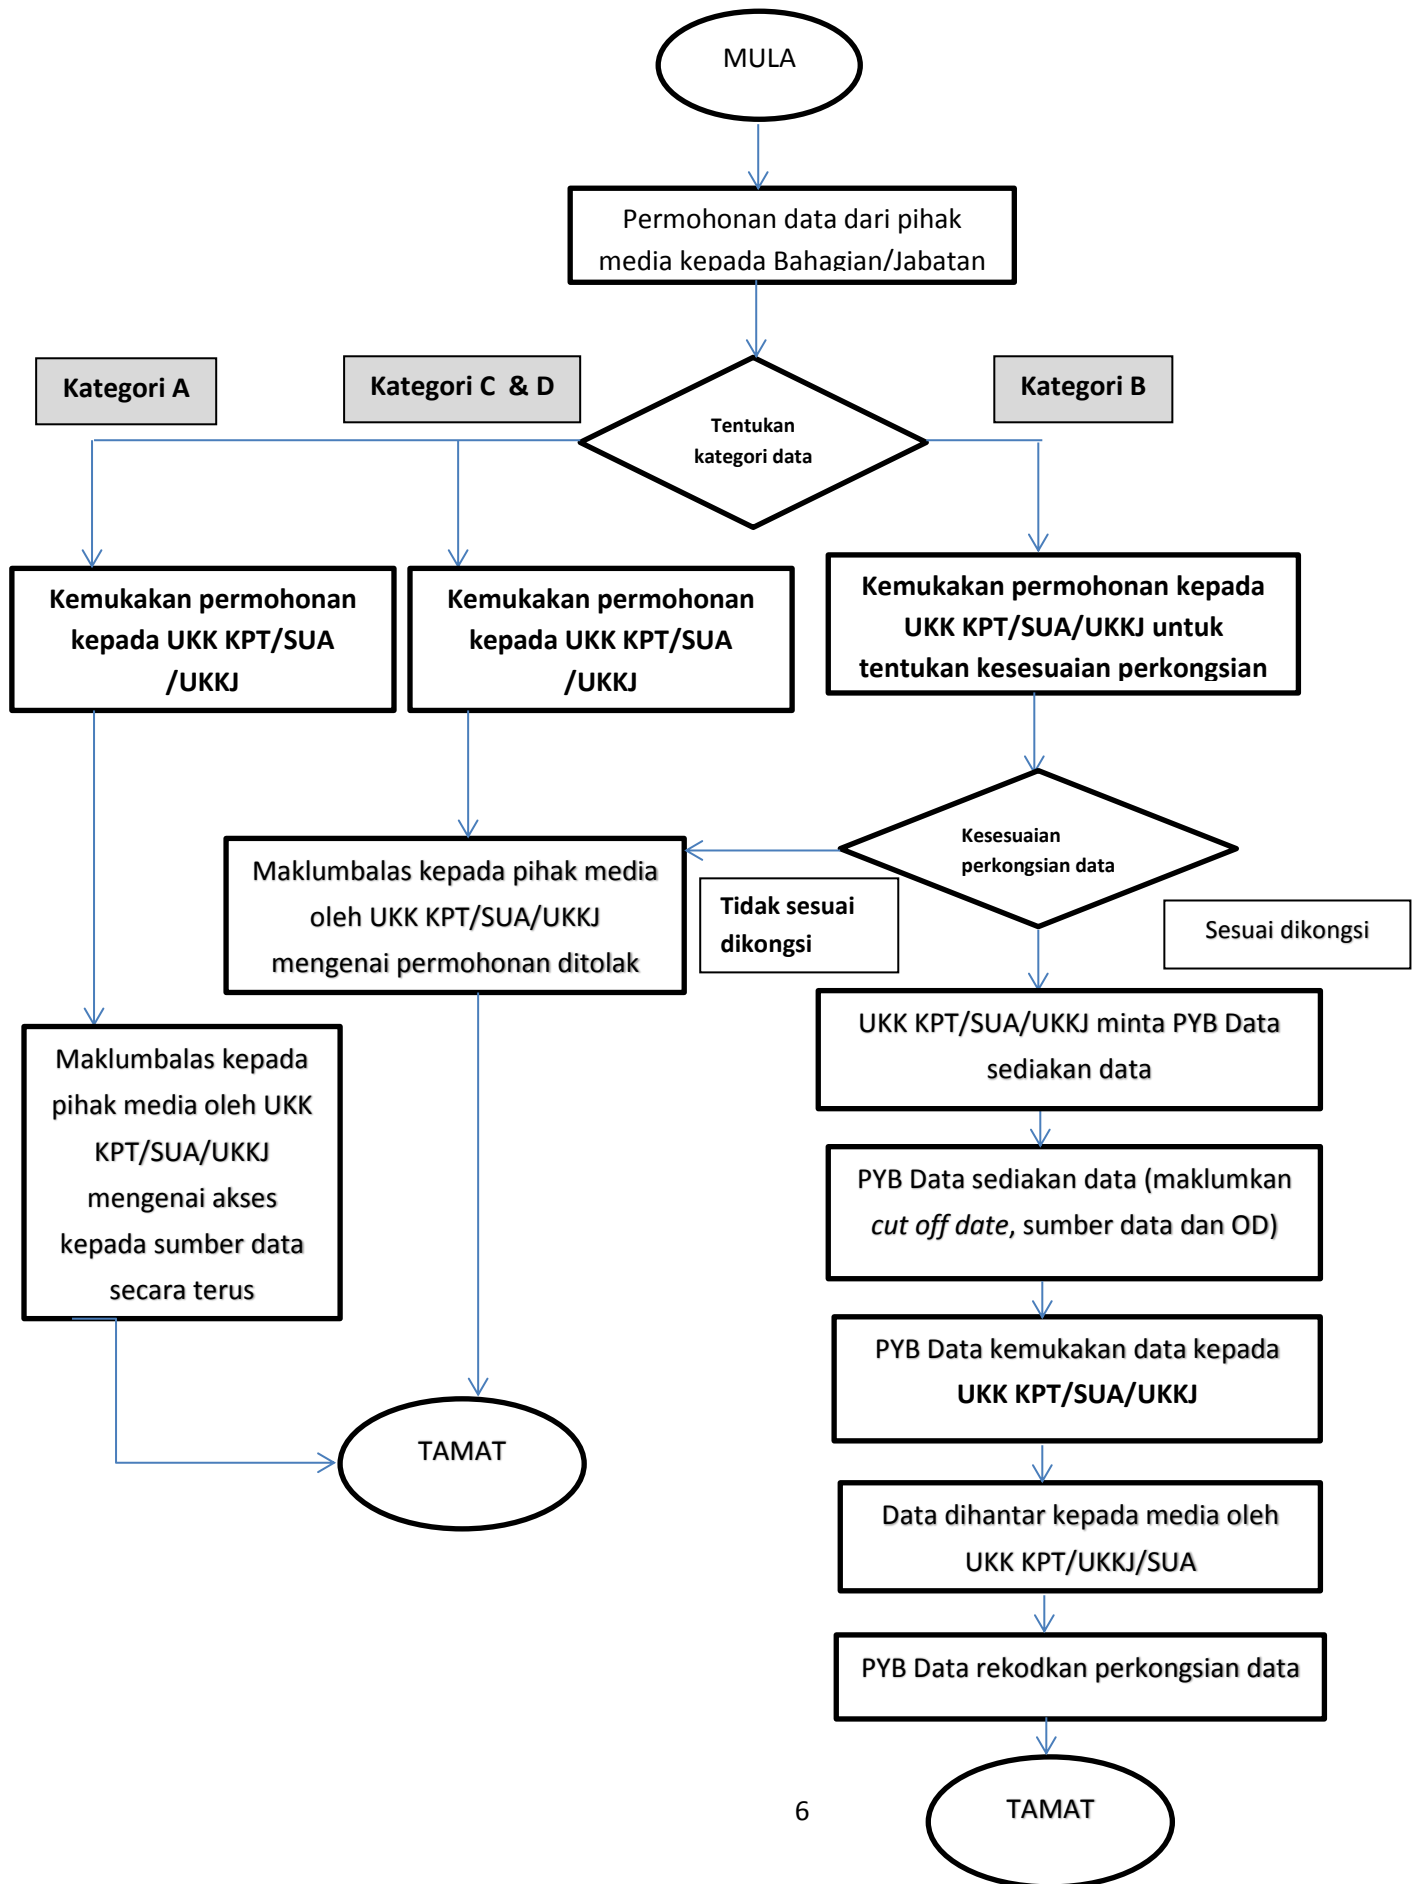 MULA
Permohonan data dari pihak
media kepada Bahagian/Jabatan
Kategori A
Kategori C & D
Kategori B
Tentukan
kategori data
Kemukakan permohonan
kepada UKK KPT/SUA
/UKKJ
Kemukakan permohonan
kepada UKK KPT/SUA
/UKKJ
Kemukakan permohonan kepada
UKK KPT/SUA/UKKJ untuk
tentukan kesesuaian perkongsian
Kesesuaian
perkongsian data
Maklumbalas kepada pihak media
oleh UKK KPT/SUA/UKKJ
mengenai permohonan ditolak
Tidak sesuai
dikongsi
Sesuai dikongsi
UKK KPT/SUA/UKKJ minta PYB Data
sediakan data
Maklumbalas kepada
pihak media oleh UKK
KPT/SUA/UKKJ
mengenai akses
kepada sumber data
secara terus
PYB Data sediakan data (maklumkan
cut off date, sumber data dan OD)
PYB Data kemukakan data kepada
UKK KPT/SUA/UKKJ
TAMAT
Data dihantar kepada media oleh
UKK KPT/UKKJ/SUA
PYB Data rekodkan perkongsian data
TAMAT
6